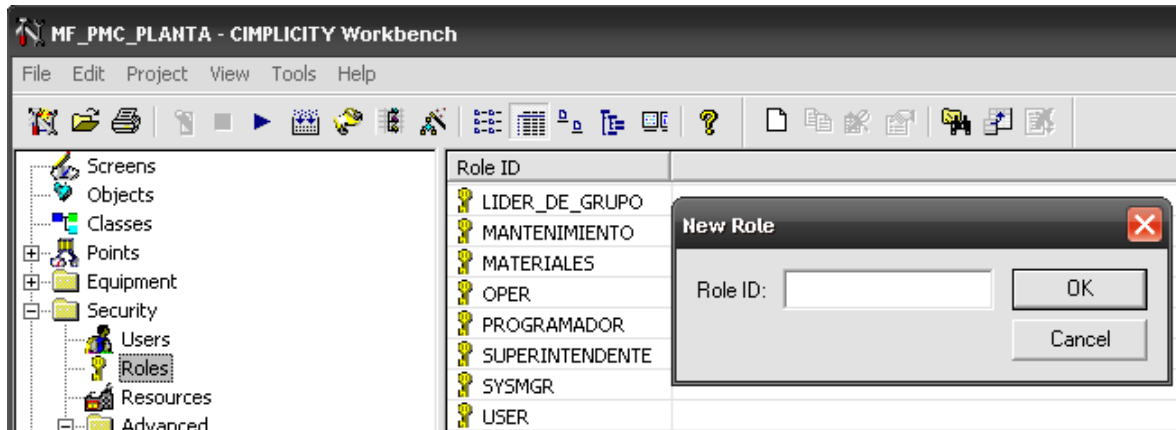 MF_PMC_PLANTA - CIMPLICITY Workbench
File Edit Project View Tools Help
Screens
Objects
Classes
Points
Equipment
Security
Users
Roles
Resources
Advanced
Role ID
LIDER_DE_GRUPO
MANTENIMIENTO
MATERIALES
OPER
PROGRAMADOR
SUPERINTENDENTE
SYSMGR
USER
New Role
Role ID:
OK
Cancel